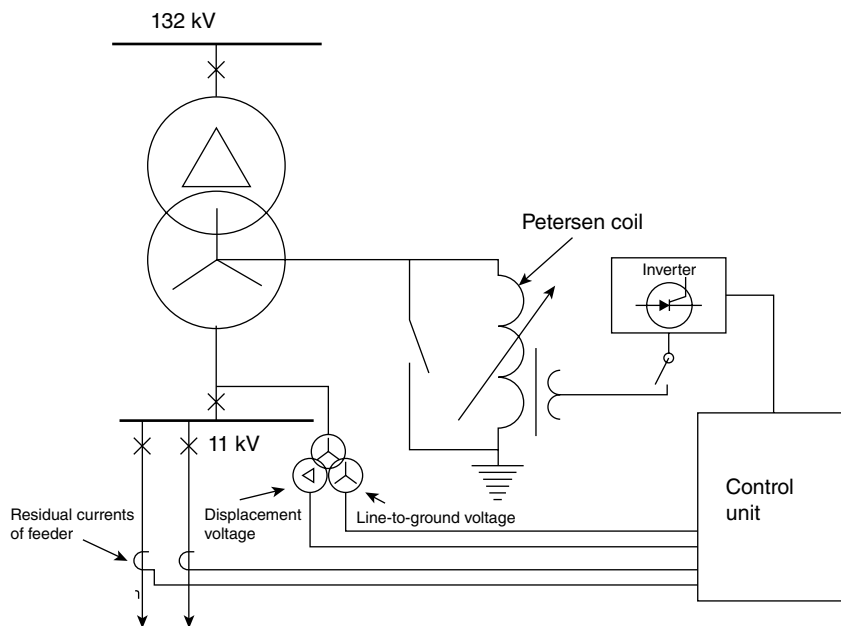 132 kV
Petersen coil
Inverter
11 kV
Control
unit
Residual currents
of feeder
Displacement
voltage
Line-to-ground voltage